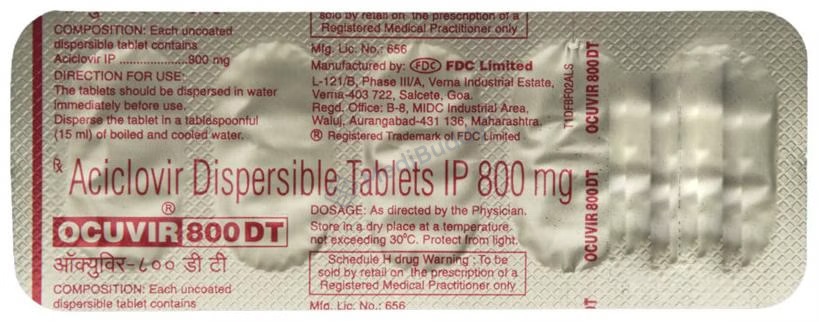 COMPOSITION: Each uncoated
dispersible tablet contains
Aciclovir IP ...................800 mg
DIRECTION FOR USE:
The tablets should be dispersed in water
immediately before use.
Disperse the tablet in a tablespoonful
(15 ml) of boiled and cooled water.
sold by retail on the prescription of a
Registered Medical Practitioner only
Mfg. Lic. No.: 656
Manufactured by: FDC FDC Limited
L-121/B, Phase III/A, Verna Industrial Estate,
Verna-403 722, Salcete, Goa.
Regd. Office: B-8, MIDC Industrial Area,
Waluj, Aurangabad-431 136, Maharashtra.
® Registered Trademark of FDC Limited
T1DFBF02ALS
OCUVIR 800 DT
℞ Aciclovir Dispersible Tablets IP 800 mg
®
OCUVIR 800 DT
ऑक्युविर-८०० डी टी
COMPOSITION: Each uncoated
dispersible tablet contains
DOSAGE: As directed by the Physician.
Store in a dry place at a temperature
not exceeding 30°C. Protect from light.
Schedule H drug Warning : To be
sold by retail on the prescription of a
Registered Medical Practitioner only
Mfg. Lic. No.: 656
OCUVIR 800 DT
DT